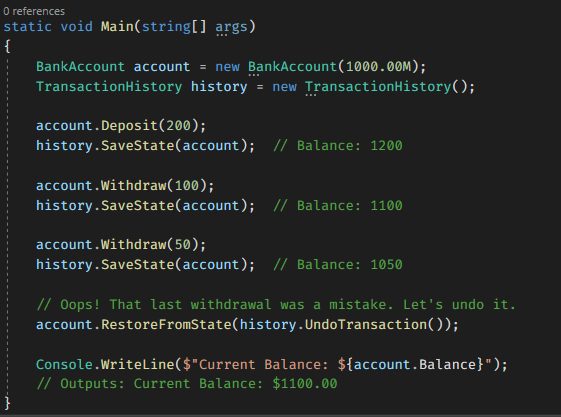 0 references
static void Main(string[] args)
{
BankAccount account = new BankAccount(1000.00M);
TransactionHistory history = new TransactionHistory();
account.Deposit(200);
history.SaveState(account);  // Balance: 1200
account.Withdraw(100);
history.SaveState(account);  // Balance: 1100
account.Withdraw(50);
history.SaveState(account);  // Balance: 1050
// Oops! That last withdrawal was a mistake. Let's undo it.
account.RestoreFromState(history.UndoTransaction());
Console.WriteLine($"Current Balance: ${account.Balance}");
// Outputs: Current Balance: $1100.00
}